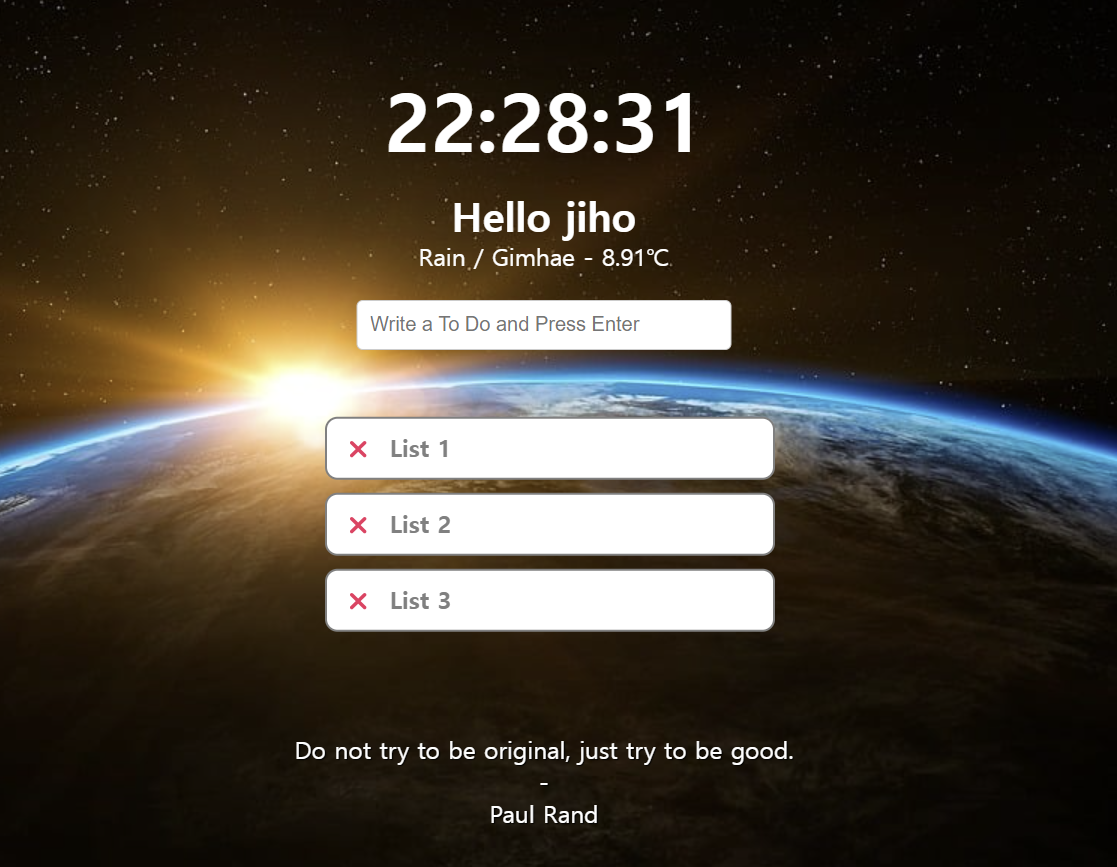 22:28:31
Hello jiho
Rain / Gimhae - 8.91℃
Write a To Do and Press Enter
List 1
List 2
List 3
Do not try to be original, just try to be good.
-
Paul Rand